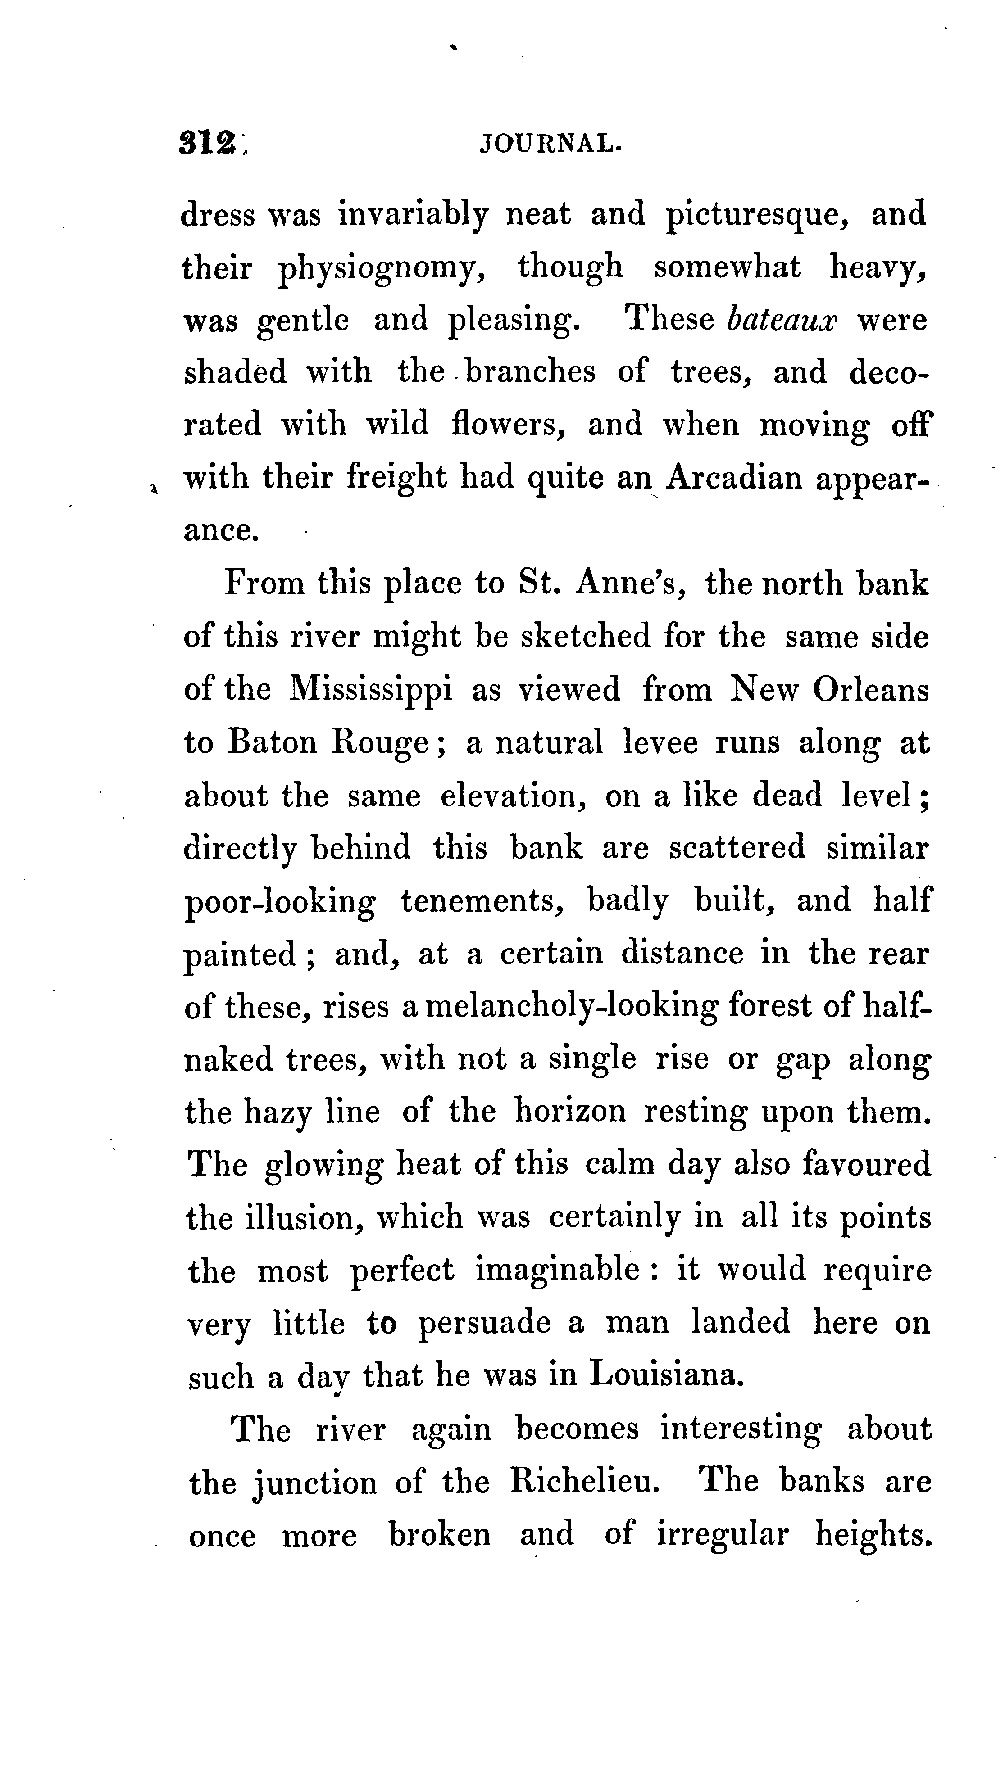 312 JOURNAL.
dress was invariably neat and picturesque, and
their physiognomy, though somewhat heavy,
was gentle and pleasing. These bateaux were
shaded with the branches of trees, and deco-
rated with wild flowers, and when moving off
with their freight had quite an Arcadian appear-
ance.
From this place to St. Anne's, the north bank
of this river might be sketched for the same side
of the Mississippi as viewed from New Orleans
to Baton Rouge; a natural levee runs along at
about the same elevation, on a like dead level;
directly behind this bank are scattered similar
poor-looking tenements, badly built, and half
painted; and, at a certain distance in the rear
of these, rises a melancholy-looking forest of half-
naked trees, with not a single rise or gap along
the hazy line of the horizon resting upon them.
The glowing heat of this calm day also favoured
the illusion, which was certainly in all its points
the most perfect imaginable: it would require
very little to persuade a man landed here on
such a day that he was in Louisiana.
The river again becomes interesting about
the junction of the Richelieu. The banks are
once more broken and of irregular heights.